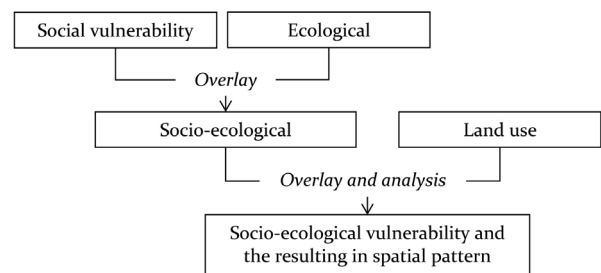 Social vulnerability
Ecological
Overlay
Socio-ecological
Land use
Overlay and analysis
Socio-ecological vulnerability and
the resulting in spatial pattern